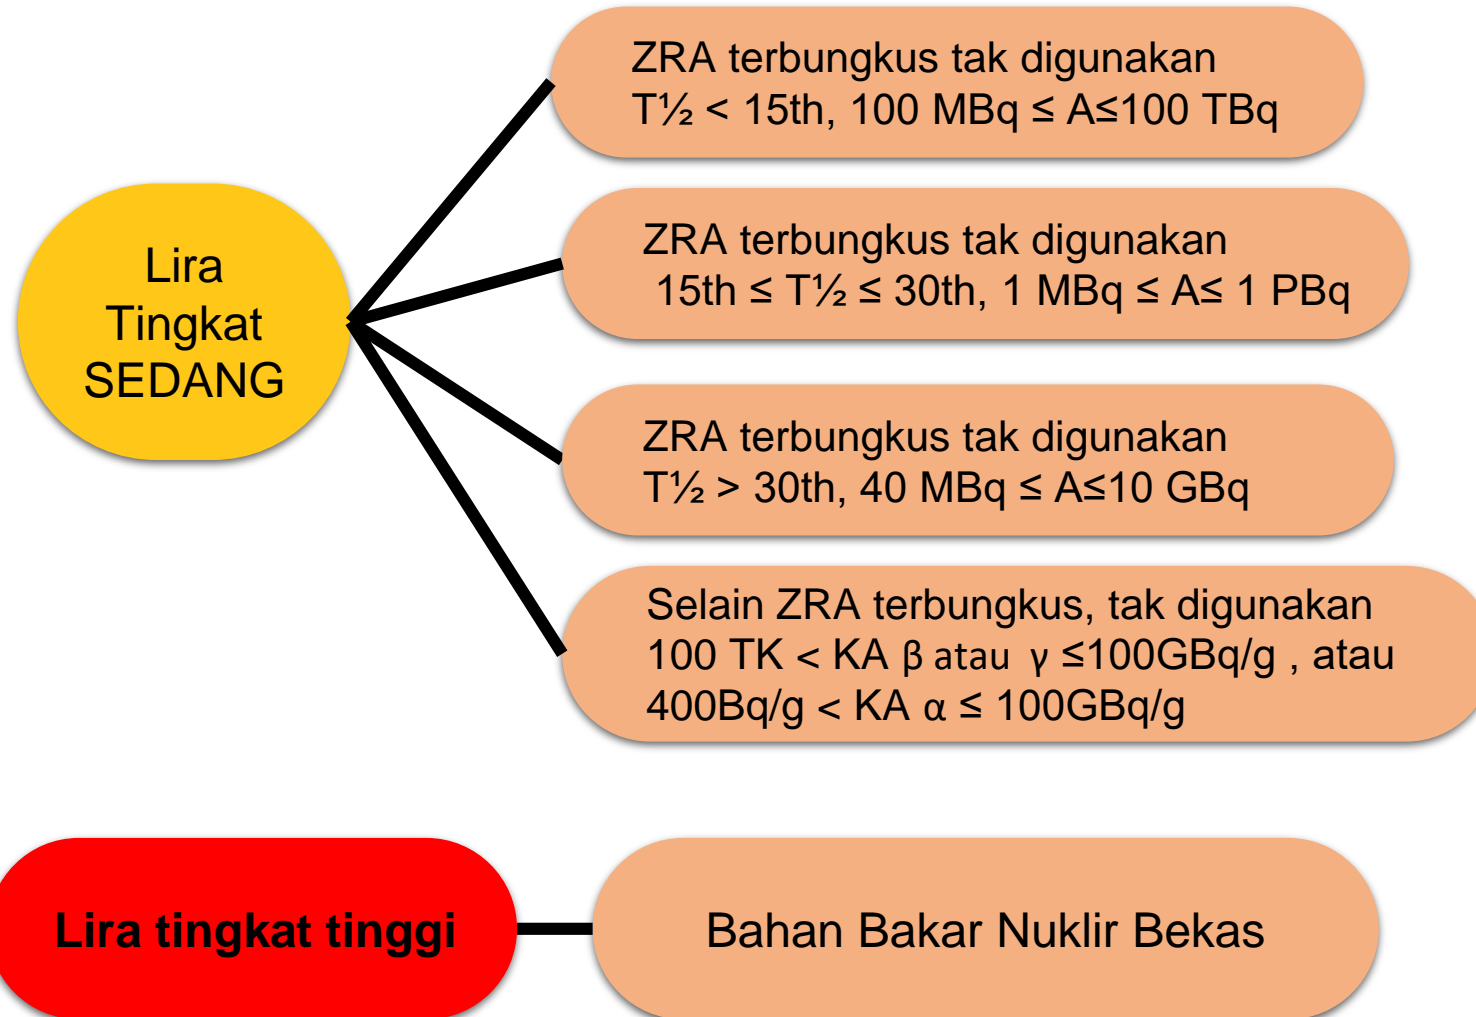 Lira
Tingkat
SEDANG
ZRA terbungkus tak digunakan
T½ < 15th, 100 MBq ≤ A≤100 TBq
ZRA terbungkus tak digunakan
15th ≤ T½ ≤ 30th, 1 MBq ≤ A≤ 1 PBq
ZRA terbungkus tak digunakan
T½ > 30th, 40 MBq ≤ A≤10 GBq
Selain ZRA terbungkus, tak digunakan
100 TK < KA β atau γ ≤100GBq/g , atau
400Bq/g < KA α ≤ 100GBq/g
Lira tingkat tinggi
Bahan Bakar Nuklir Bekas